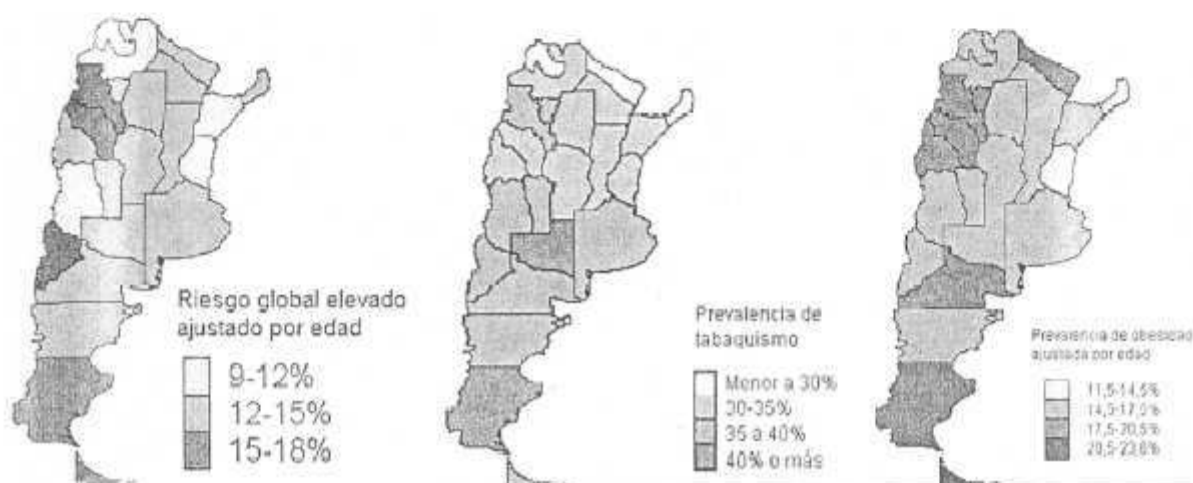 Riesgo global elevado
ajustado por edad
9-12%
12-15%
15-18%
Prevalencia de
tabaquismo
Menor a 30%
30-35%
35 a 40%
40% o más
Prevalencia de obesidad
ajustada por edad
11,5-14,5%
14,5-17,5%
17,5-20,5%
20,5-23,6%